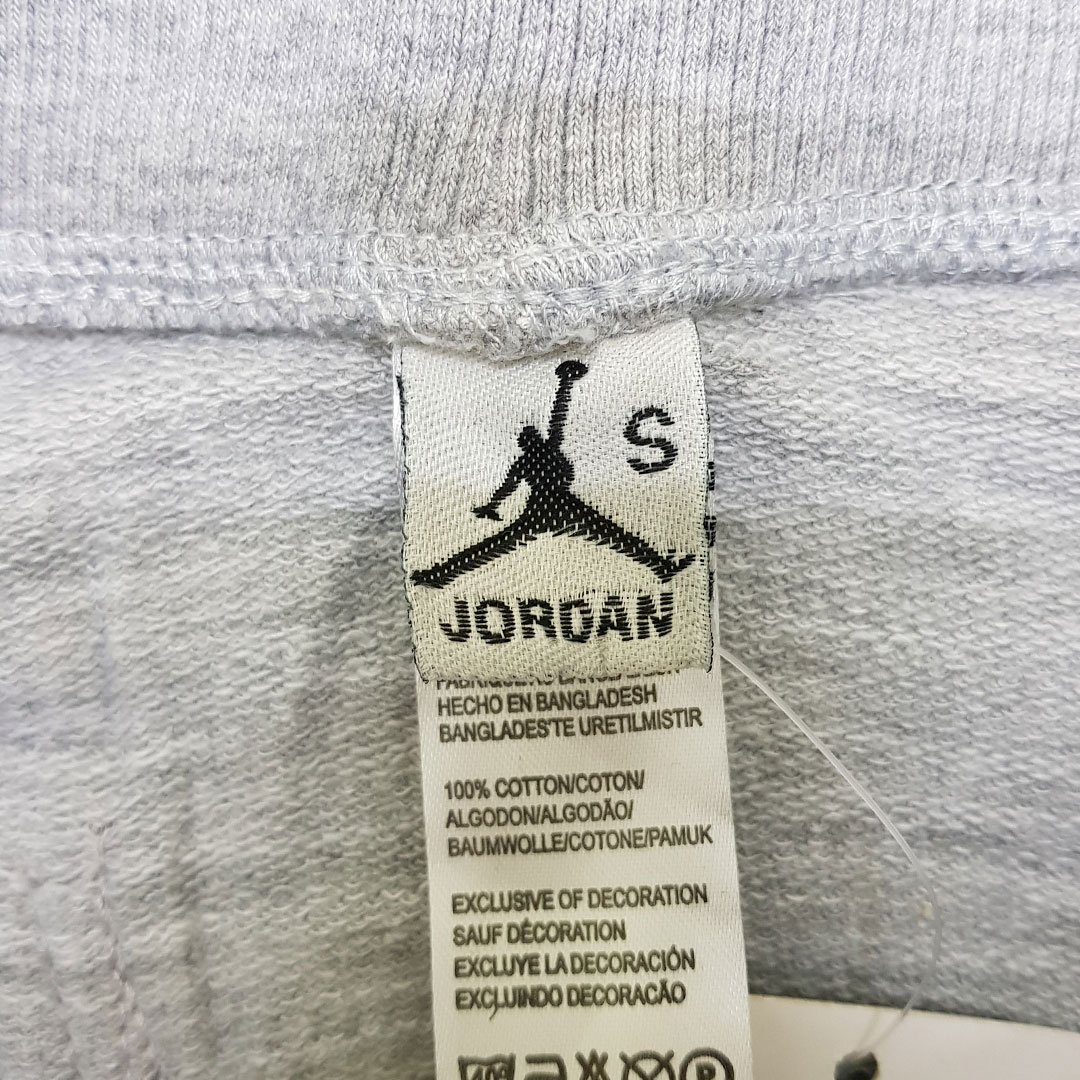 S
JORDAN
HECHO EN BANGLADESH
BANGLADES'TE URETILMISTIR
100% COTTON/COTON/
ALGODON/ALGODÃO/
BAUMWOLLE/COTONE/PAMUK
EXCLUSIVE OF DECORATION
SAUF DÉCORATION
EXCLUYE LA DECORACIÓN
EXCLUINDO DECORACÃO